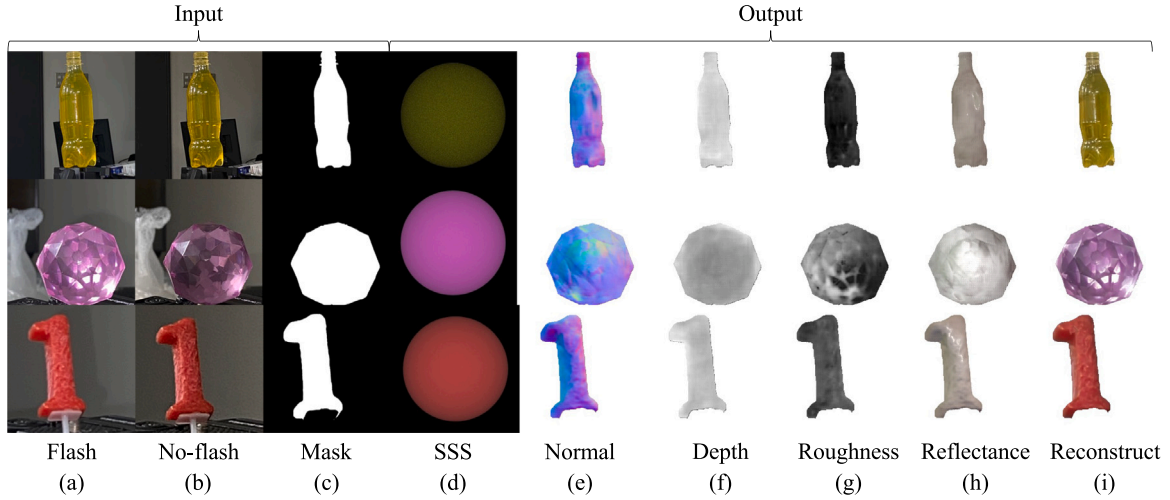 Input Output
Flash No-flash Mask SSS Normal Depth Roughness Reflectance Reconstruct
(a) (b) (c) (d) (e) (f) (g) (h) (i)